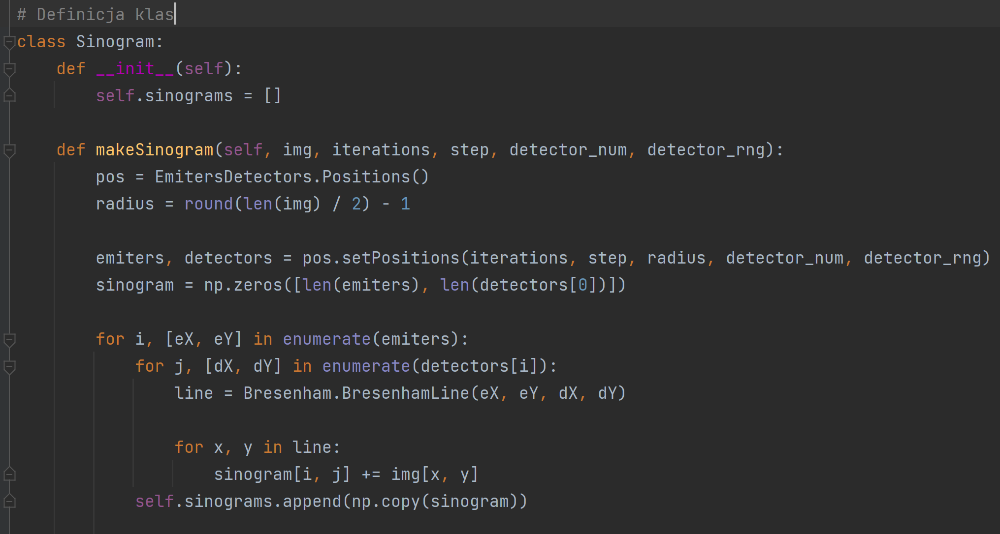 # Definicja klas
class Sinogram:
    def __init__(self):
        self.sinograms = []
    def makeSinogram(self, img, iterations, step, detector_num, detector_rng):
        pos = EmitersDetectors.Positions()
        radius = round(len(img) / 2) - 1
        emiters, detectors = pos.setPositions(iterations, step, radius, detector_num, detector_rng)
        sinogram = np.zeros([len(emiters), len(detectors[0])])
        for i, [eX, eY] in enumerate(emiters):
            for j, [dX, dY] in enumerate(detectors[i]):
                line = Bresenham.BresenhamLine(eX, eY, dX, dY)
                for x, y in line:
                    sinogram[i, j] += img[x, y]
            self.sinograms.append(np.copy(sinogram))